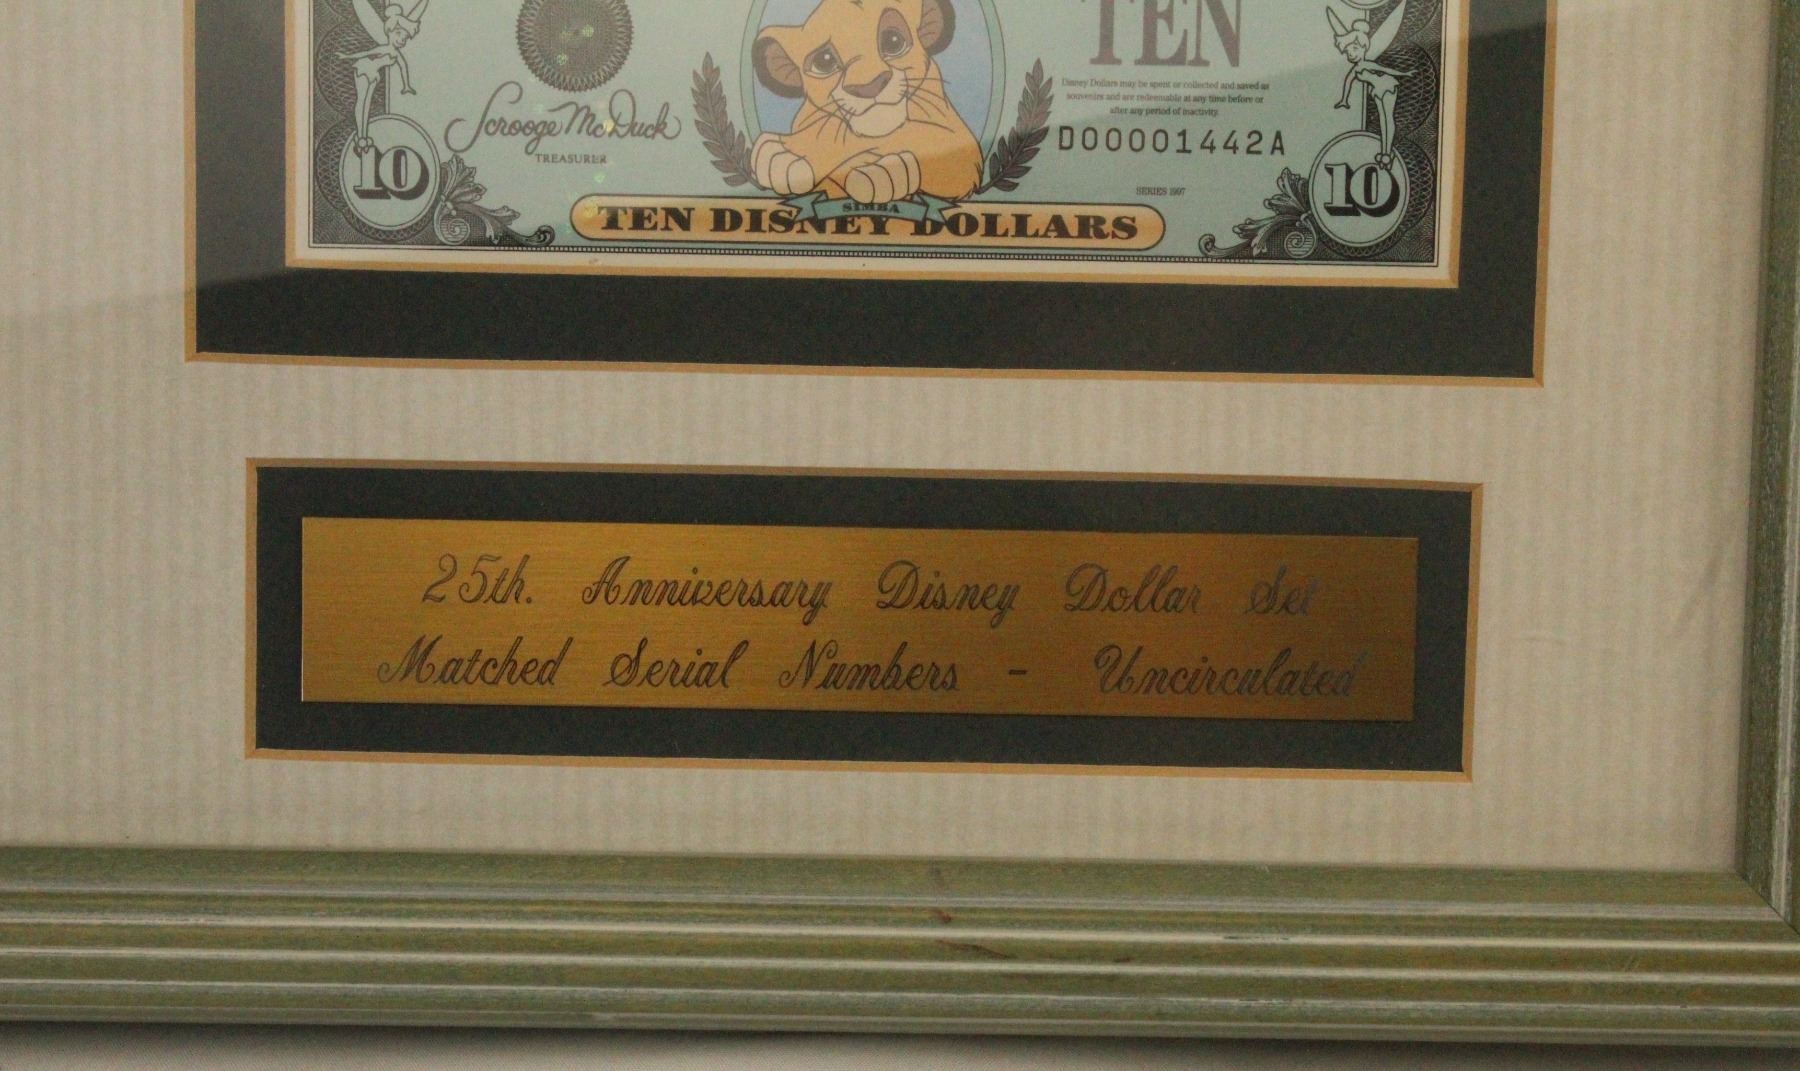 TEN
Disney Dollars may be spent or collected and saved as
souvenirs and are redeemable at any time before or
after any period of inactivity.
D00001442A
Scrooge McDuck
TREASURER
10
10
SERIES 1997
SIMBA
TEN DISNEY DOLLARS
25th. Anniversary Disney Dollar Set
Matched Serial Numbers - Uncirculated